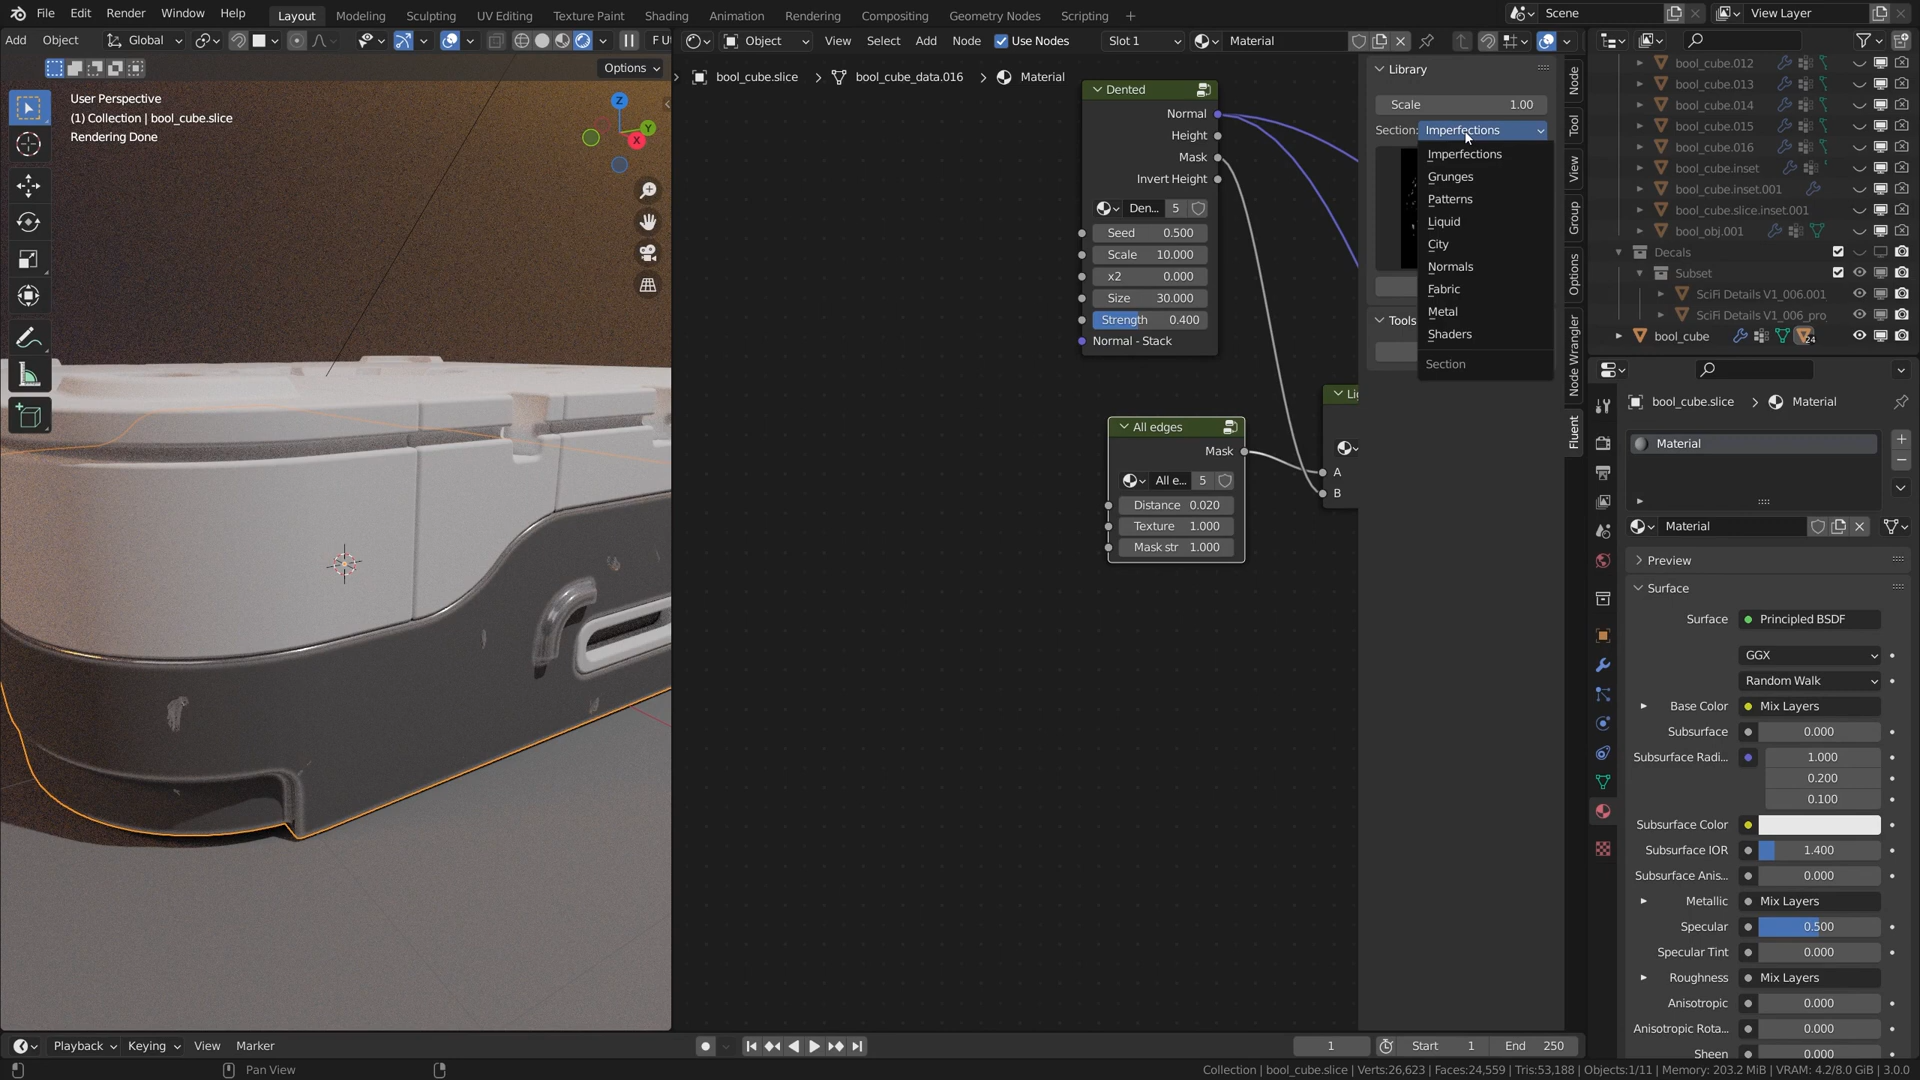 File Edit Render Window Help Layout Modeling Sculpting UV Editing Texture Paint Shading Animation Rendering Compositing Geometry Nodes Scripting + Scene View Layer
Add Object Global F U Object View Select Add Node Use Nodes Slot 1 Material
Options
bool_cube.slice > bool_cube_data.016 > Material
User Perspective
(1) Collection | bool_cube.slice
Rendering Done
Z
Y
X
Dented
Normal
Height
Mask
Invert Height
Den... 5
Seed 0.500
Scale 10.000
x2 0.000
Size 30.000
Strength 0.400
Normal - Stack
All edges
Mask
All e... 5
Distance 0.020
Texture 1.000
Mask str 1.000
A
B
Library
Scale 1.00
Section: Imperfections
Imperfections
Grunges
Patterns
Liquid
City
Normals
Fabric
Metal
Shaders
Section
Tools
Node
Tool
View
Group
Options
Node Wrangler
Fluent
bool_cube.012
bool_cube.013
bool_cube.014
bool_cube.015
bool_cube.016
bool_cube.inset
bool_cube.inset.001
bool_cube.slice.inset.001
bool_obj.001
Decals
Subset
SciFi Details V1_006.001
SciFi Details V1_006_pro
bool_cube 24
bool_cube.slice > Material
Material
Material
Preview
Surface
Surface Principled BSDF
GGX
Random Walk
Base Color Mix Layers
Subsurface 0.000
Subsurface Radi... 1.000
0.200
0.100
Subsurface Color
Subsurface IOR 1.400
Subsurface Anis... 0.000
Metallic Mix Layers
Specular 0.500
Specular Tint 0.000
Roughness Mix Layers
Anisotropic 0.000
Anisotropic Rota... 0.000
Sheen 0.000
Playback Keying View Marker 1 Start 1 End 250
Pan View Collection | bool_cube.slice | Verts:26,623 | Faces:24,559 | Tris:53,188 | Objects:1/11 | Memory: 203.2 MiB | VRAM: 4.2/8.0 GiB | 3.0.0